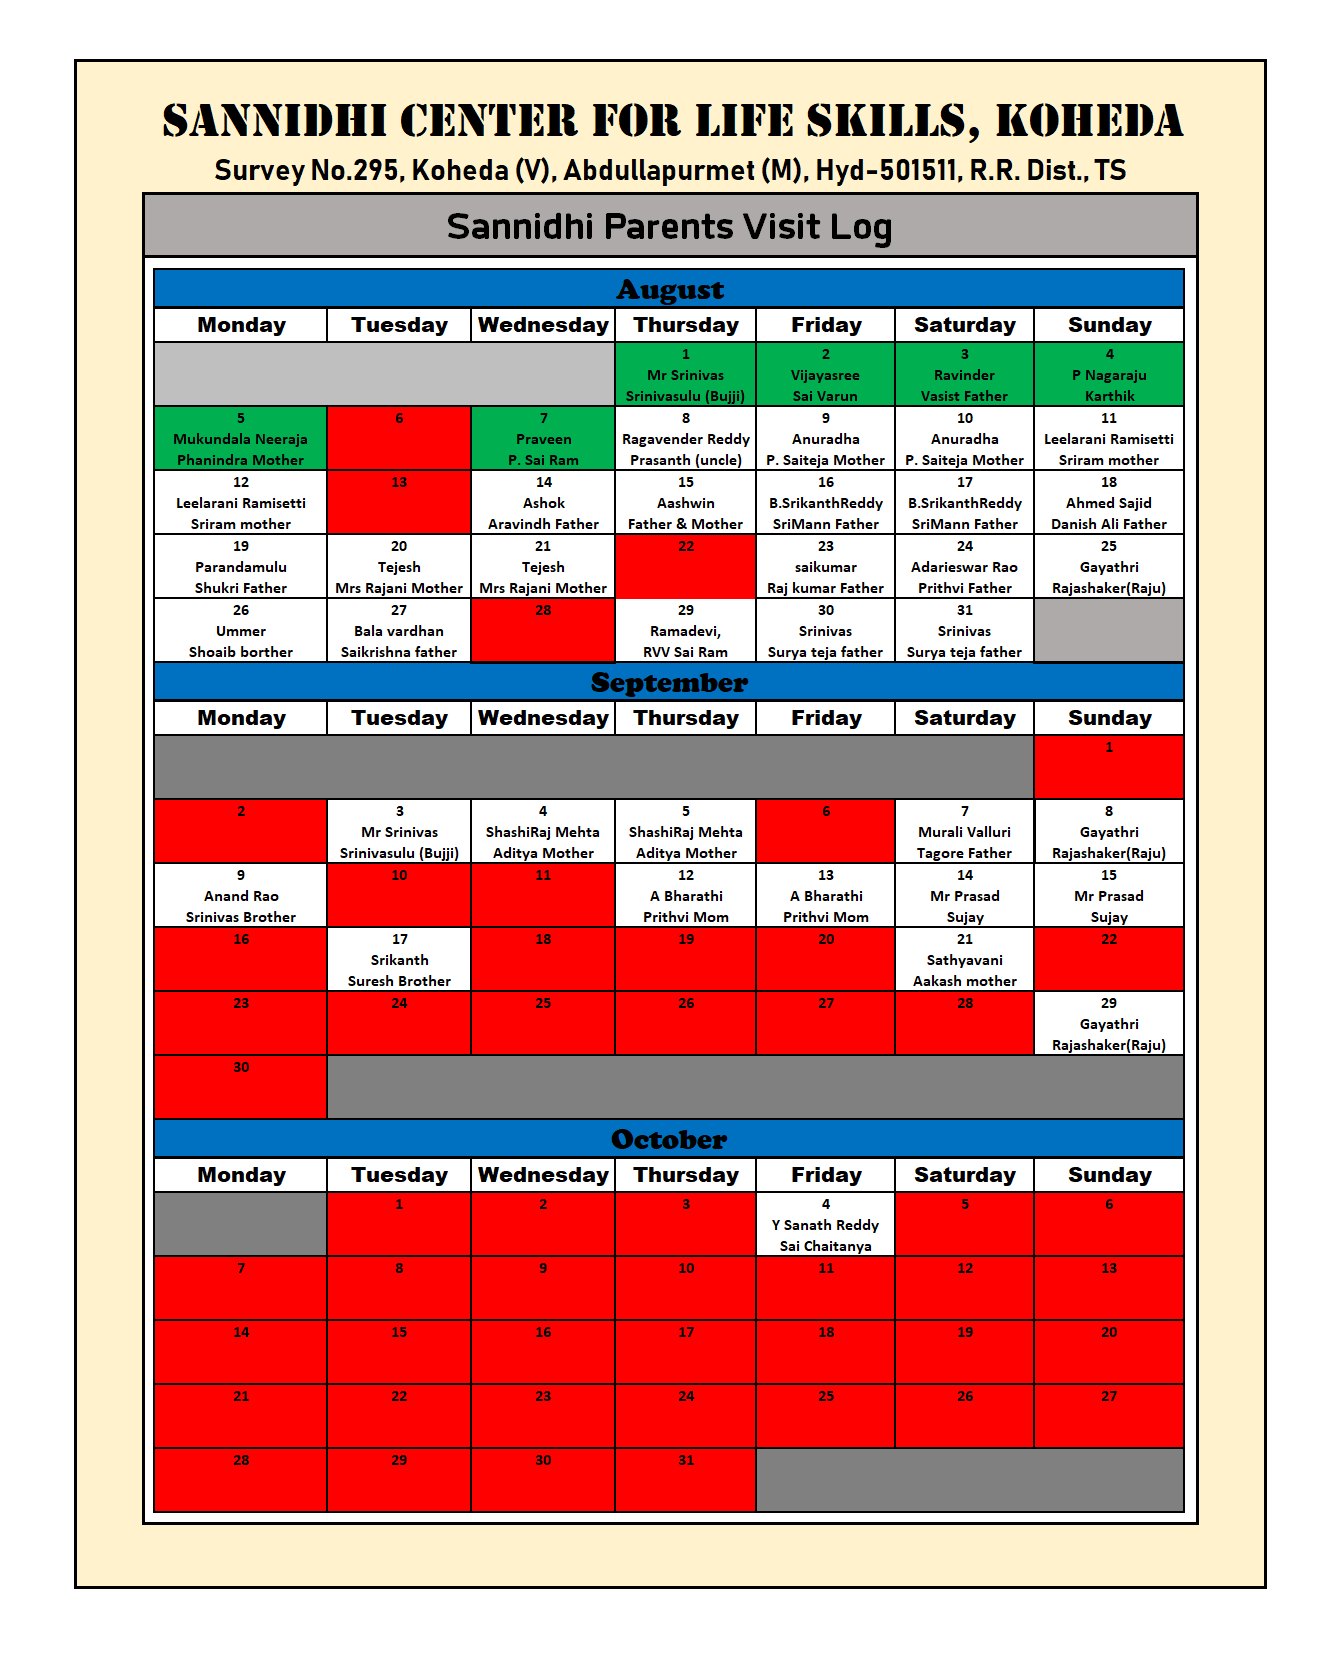 SANNIDHI CENTER FOR LIFE SKILLS, KOHEDA
Survey No.295, Koheda (V), Abdullapurmet (M), Hyd-501511, R.R. Dist., TS
Sannidhi Parents Visit Log
August
Monday Tuesday Wednesday Thursday Friday Saturday Sunday
1 2 3 4
Mr Srinivas Vijayasree Ravinder P Nagaraju
Srinivasulu (Bujji) Sai Varun Vasist Father Karthik
5 6 7 8 9 10 11
Mukundala Neeraja Praveen Ragavender Reddy Anuradha Anuradha Leelarani Ramisetti
Phanindra Mother P. Sai Ram Prasanth (uncle) P. Saiteja Mother P. Saiteja Mother Sriram mother
12 13 14 15 16 17 18
Leelarani Ramisetti Ashok Aashwin B.SrikanthReddy B.SrikanthReddy Ahmed Sajid
Sriram mother Aravindh Father Father & Mother SriMann Father SriMann Father Danish Ali Father
19 20 21 22 23 24 25
Parandamulu Tejesh Tejesh saikumar Adarieswar Rao Gayathri
Shukri Father Mrs Rajani Mother Mrs Rajani Mother Raj kumar Father Prithvi Father Rajashaker(Raju)
26 27 28 29 30 31
Ummer Bala vardhan Ramadevi, Srinivas Srinivas
Shoaib borther Saikrishna father RVV Sai Ram Surya teja father Surya teja father
September
Monday Tuesday Wednesday Thursday Friday Saturday Sunday
1
2 3 4 5 6 7 8
Mr Srinivas ShashiRaj Mehta ShashiRaj Mehta Murali Valluri Gayathri
Srinivasulu (Bujji) Aditya Mother Aditya Mother Tagore Father Rajashaker(Raju)
9 10 11 12 13 14 15
Anand Rao A Bharathi A Bharathi Mr Prasad Mr Prasad
Srinivas Brother Prithvi Mom Prithvi Mom Sujay Sujay
16 17 18 19 20 21 22
Srikanth Sathyavani
Suresh Brother Aakash mother
23 24 25 26 27 28 29
Gayathri
Rajashaker(Raju)
30
October
Monday Tuesday Wednesday Thursday Friday Saturday Sunday
1 2 3 4 5 6
Y Sanath Reddy
Sai Chaitanya
7 8 9 10 11 12 13
14 15 16 17 18 19 20
21 22 23 24 25 26 27
28 29 30 31